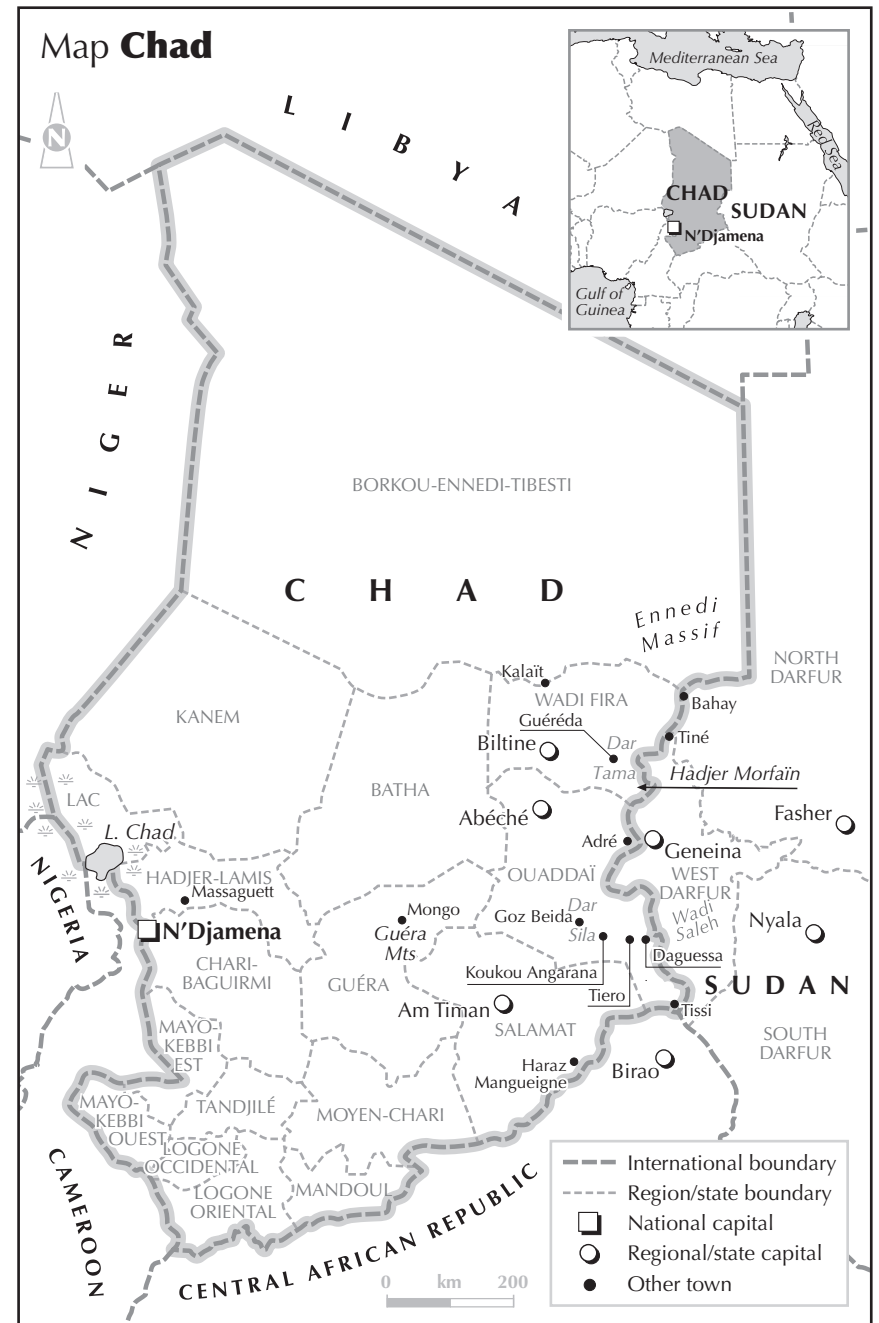 Map Chad
N
LIBYA
Mediterranean Sea
Red Sea
CHAD
SUDAN
N'Djamena
Gulf of
Guinea
NIGER
BORKOU-ENNEDI-TIBESTI
CHAD
Ennedi
Massif
NORTH
DARFUR
Kalaït
WADI FIRA
Bahay
KANEM
Guéréda
Biltine
Dar
Tama
Tiné
Hadjer Morfaïn
BATHA
LAC
Abéché
Fasher
L. Chad
Adré
Geneina
NIGERIA
HADJER-LAMIS
Massaguett
OUADDAÏ
WEST
DARFUR
Wadi
Saleh
Mongo
Guéra
Mts
Goz Beida
Dar
Sila
Nyala
N'Djamena
CHARI-
BAGUIRMI
Koukou Angarana
Daguessa
GUÉRA
Tiero
SUDAN
Am Timan
Tissi
SALAMAT
MAYO-
KEBBI
EST
SOUTH
DARFUR
Haraz
Mangueigne
Birao
MAYO-
KEBBI
OUEST
TANDJILÉ
MOYEN-CHARI
LOGONE
OCCIDENTAL
LOGONE
ORIENTAL
MANDOUL
CAMEROON
CENTRAL AFRICAN REPUBLIC
International boundary
Region/state boundary
National capital
Regional/state capital
Other town
0 km 200